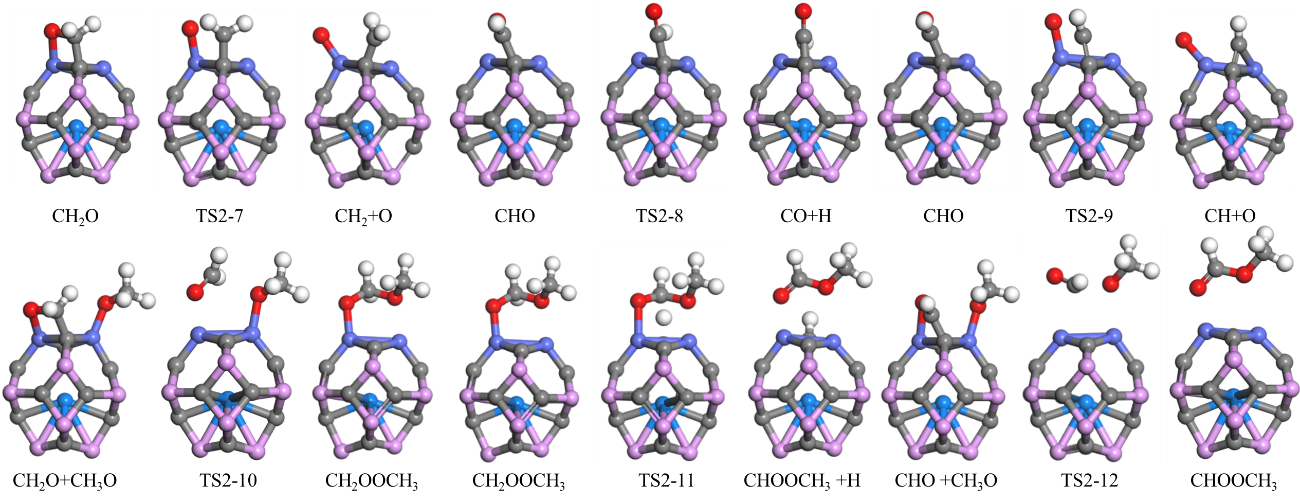 CH₂O TS2-7 CH₂+O CHO TS2-8 CO+H CHO TS2-9 CH+O
CH₂O+CH₃O TS2-10 CH₂OOCH₃ CH₂OOCH₃ TS2-11 CHOOCH₃ +H CHO +CH₃O TS2-12 CHOOCH₃